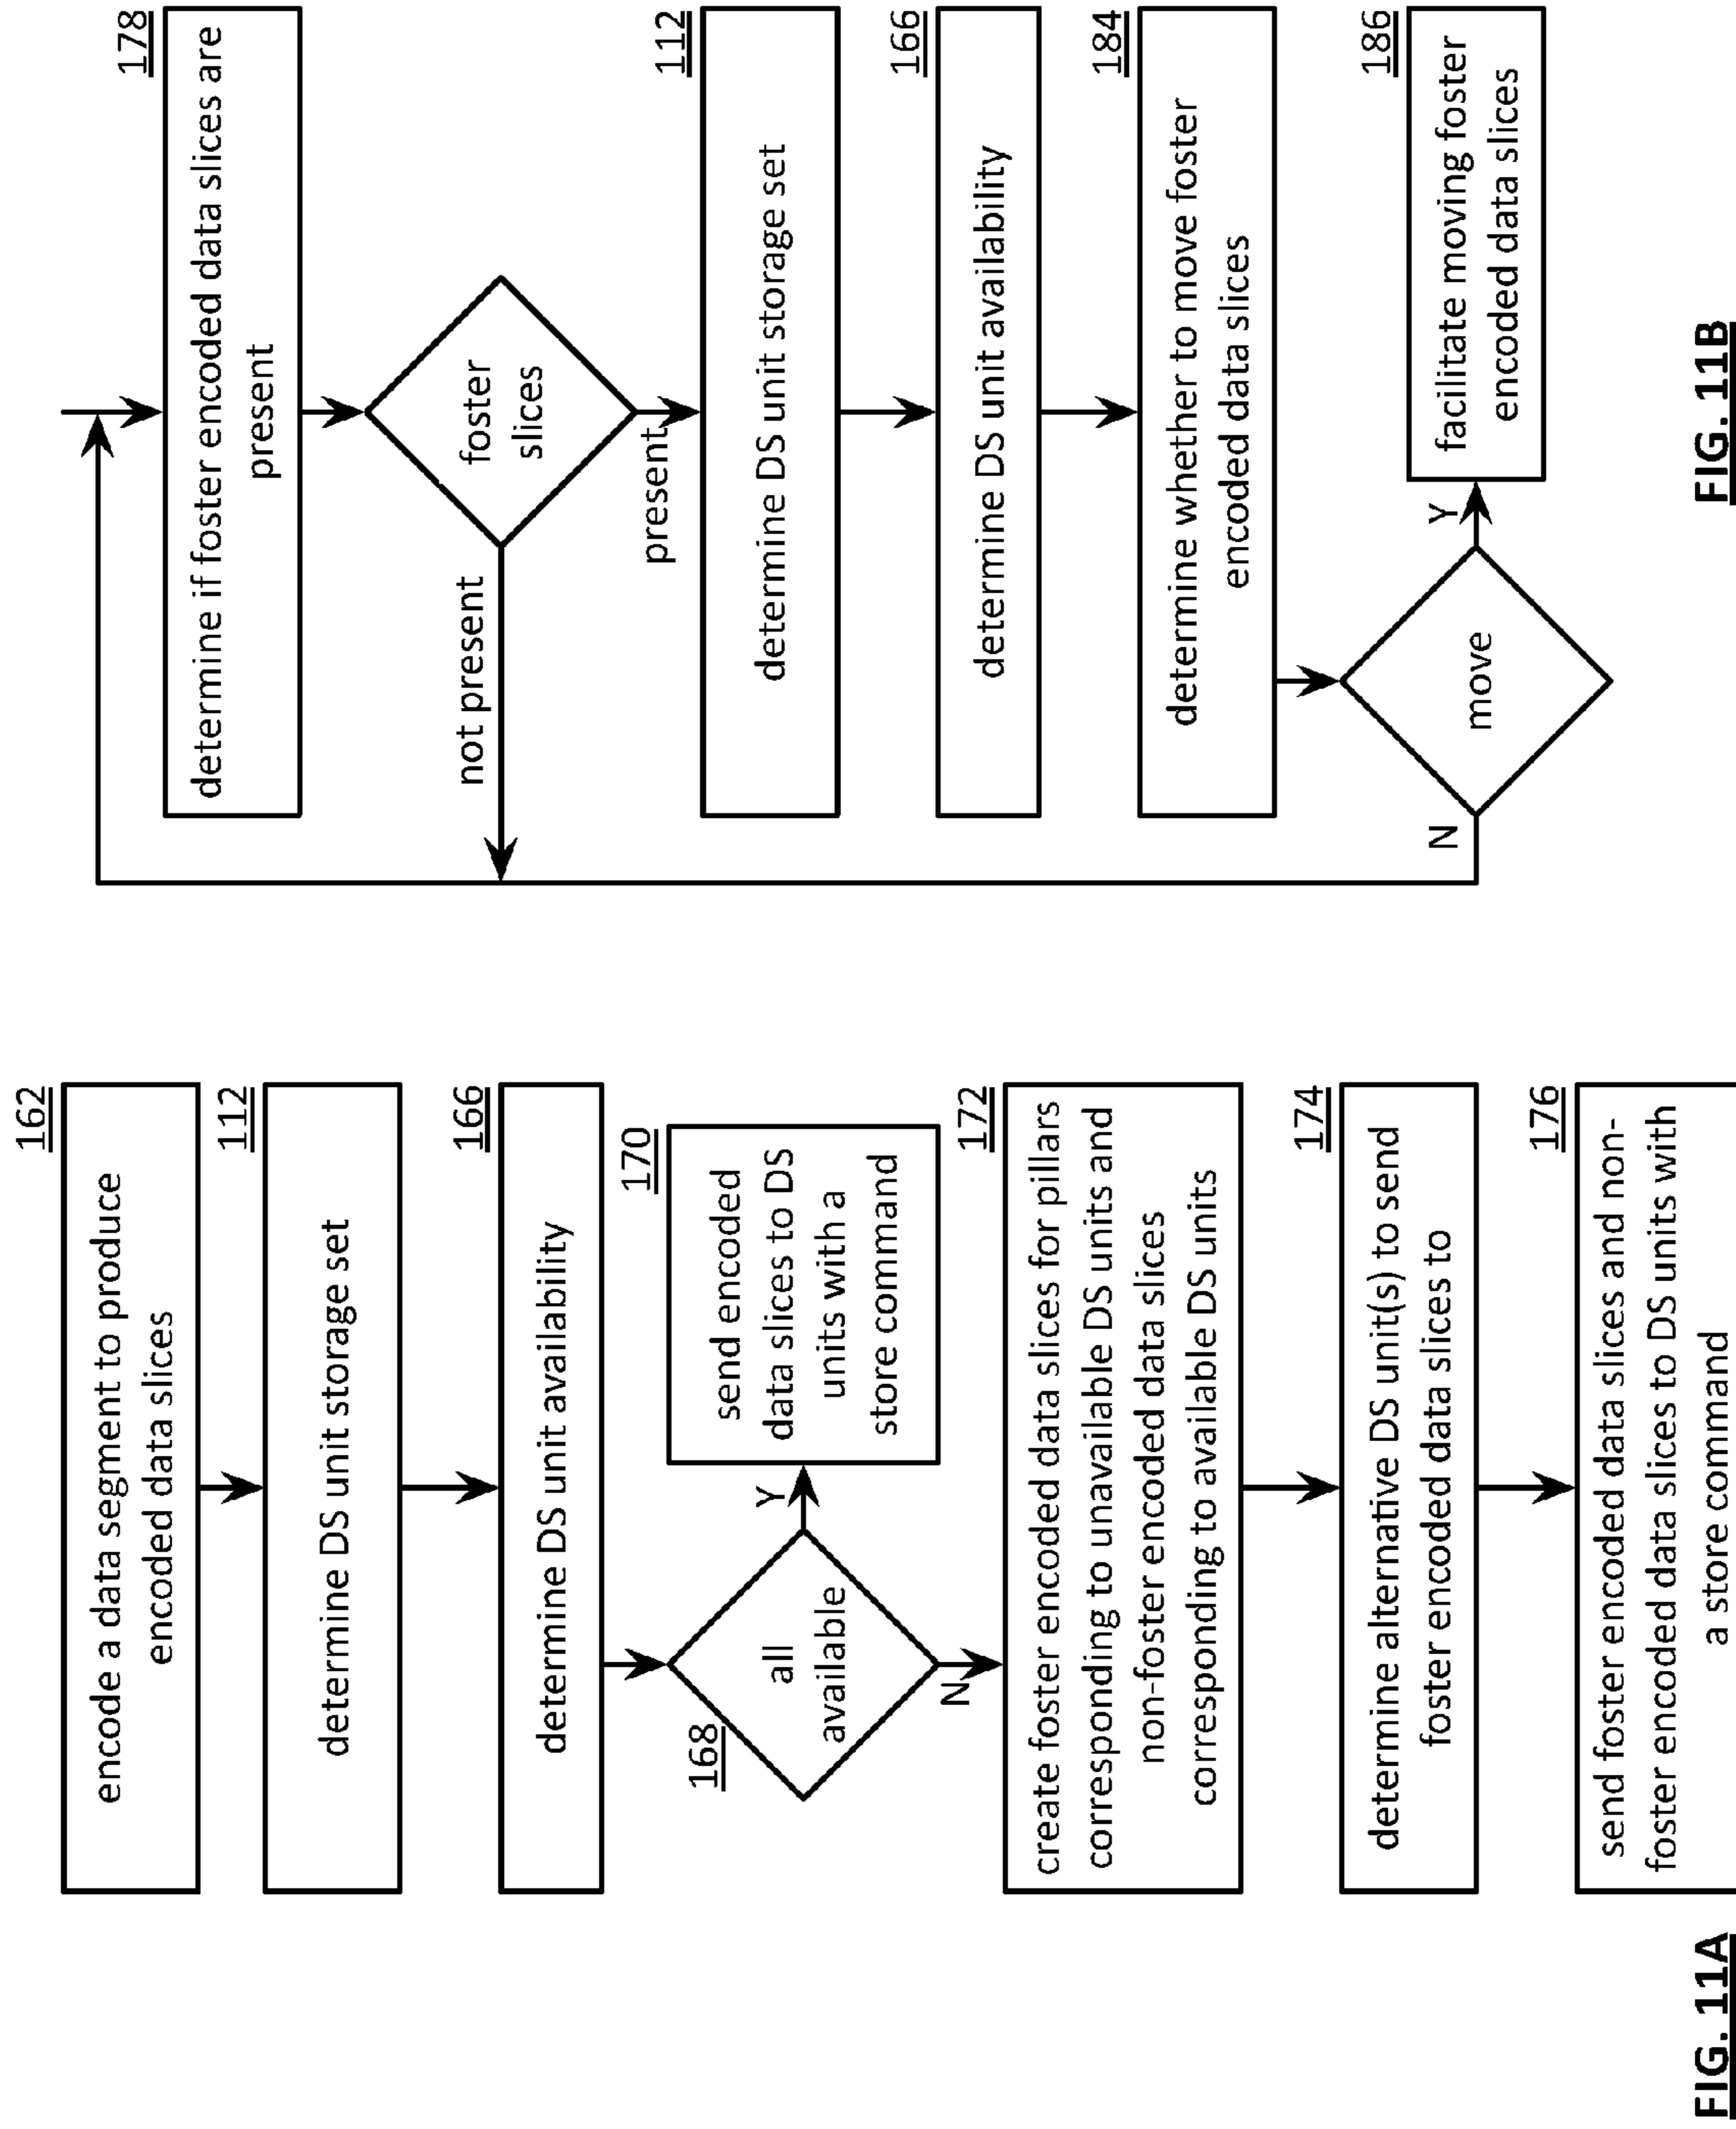 162
encode a data segment to produce
encoded data slices
112
determine DS unit storage set
166
determine DS unit availability
168
all
available
Y
170
send encoded
data slices to DS
units with a
store command
N
172
create foster encoded data slices for pillars
corresponding to unavailable DS units and
non-foster encoded data slices
corresponding to available DS units
174
determine alternative DS unit(s) to send
foster encoded data slices to
176
send foster encoded data slices and non-
foster encoded data slices to DS units with
a store command
FIG. 11A
178
determine if foster encoded data slices are
present
foster
slices
not present
present
112
determine DS unit storage set
166
determine DS unit availability
184
determine whether to move foster
encoded data slices
move
N
Y
186
facilitate moving foster
encoded data slices
FIG. 11B